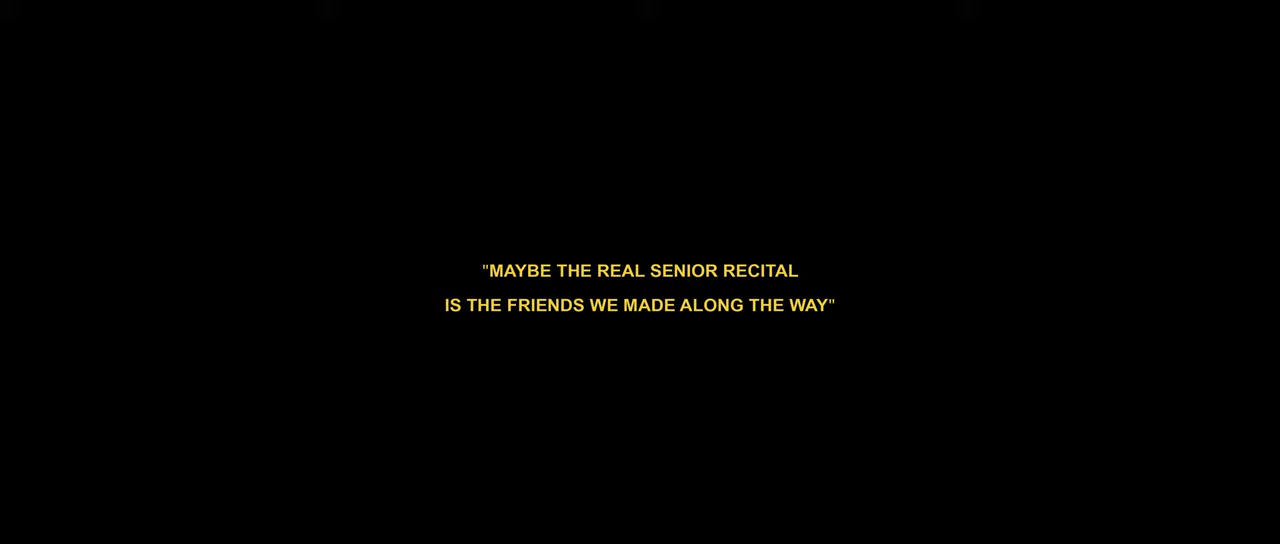 "MAYBE THE REAL SENIOR RECITAL
IS THE FRIENDS WE MADE ALONG THE WAY"